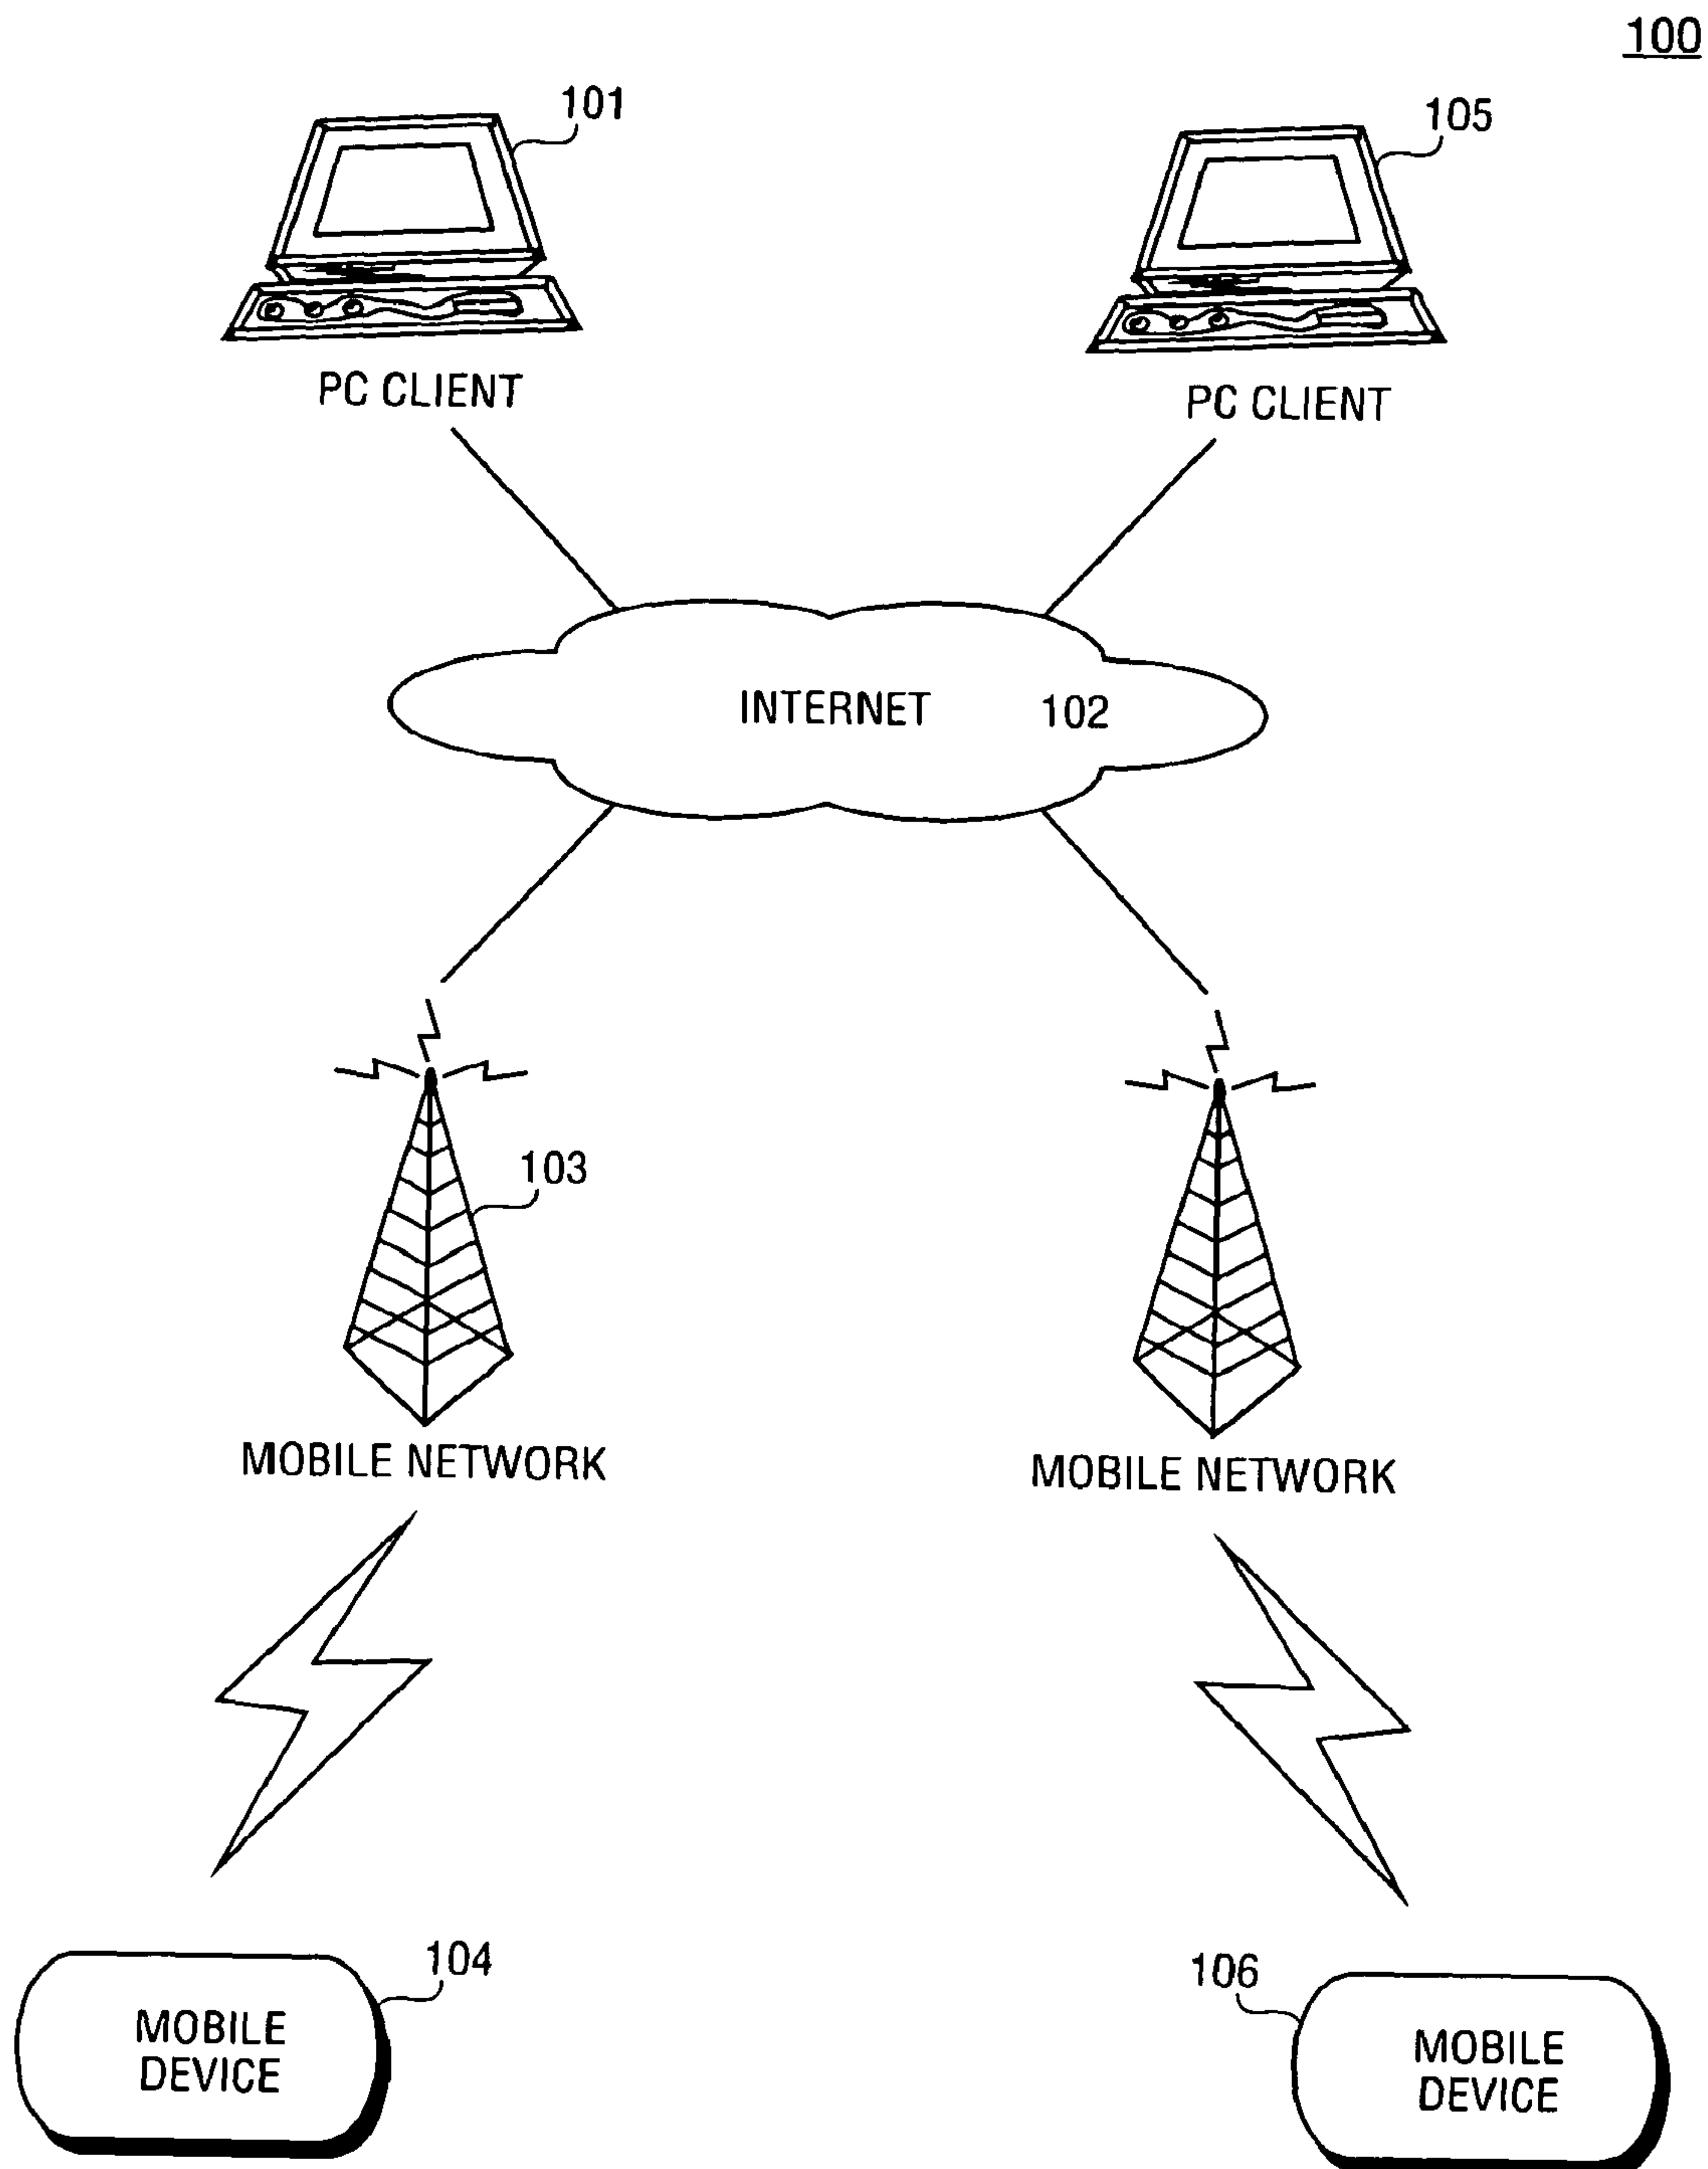 100
101
105
PC CLIENT
PC CLIENT
INTERNET 102
103
MOBILE NETWORK
MOBILE NETWORK
104
106
MOBILE
DEVICE
MOBILE
DEVICE